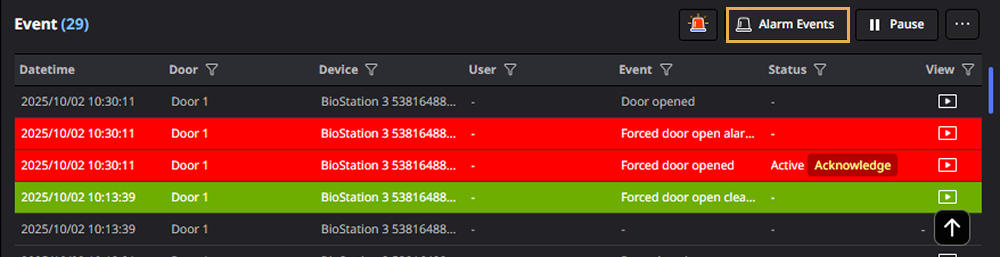 Event (29) Alarm Events Pause ...
Datetime Door Device User Event Status View
2025/10/02 10:30:11 Door 1 BioStation 3 53816488... - Door opened -
2025/10/02 10:30:11 Door 1 BioStation 3 53816488... - Forced door open alar... -
2025/10/02 10:30:11 Door 1 BioStation 3 53816488... - Forced door opened Active Acknowledge
2025/10/02 10:13:39 Door 1 BioStation 3 53816488... - Forced door open clea... -
2025/10/02 10:13:39 Door 1 BioStation 3 53816488... - - - -